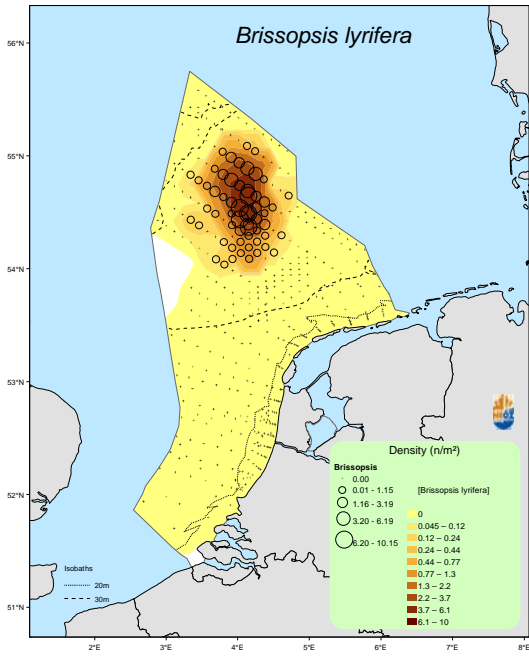 Brissopsis lyrifera
56°N
55°N
54°N
53°N
52°N
51°N
Density (n/m²)
Brissopsis
0.00
0.01 - 1.15
1.16 - 3.19
3.20 - 6.19
6.20 - 10.15
[Brissopsis lyrifera]
0
0.045 – 0.12
0.12 – 0.24
0.24 – 0.44
0.44 – 0.77
0.77 – 1.3
1.3 – 2.2
2.2 – 3.7
3.7 – 6.1
6.1 – 10
Isobaths
20m
30m
2°E
3°E
4°E
5°E
6°E
7°E
8°E